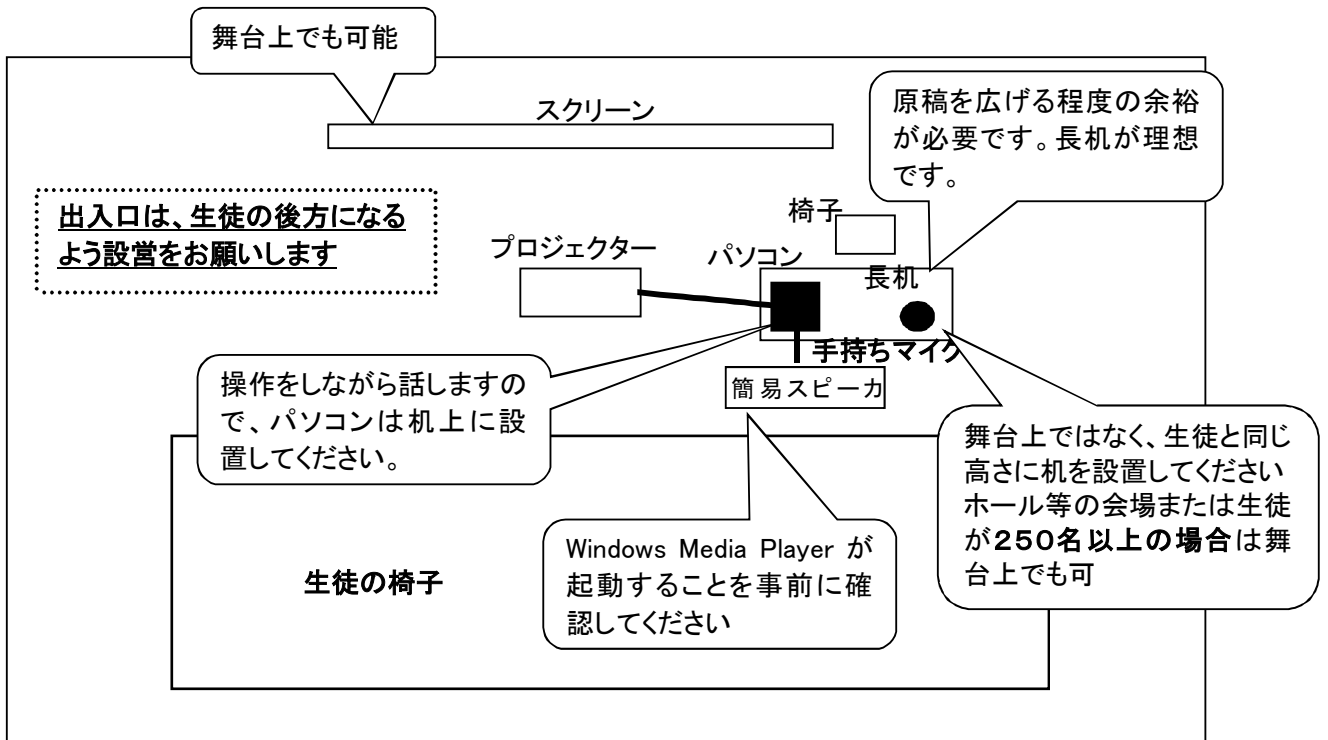 舞台上でも可能
スクリーン
原稿を広げる程度の余裕
が必要です。長机が理想
です。
出入口は、生徒の後方になる
よう設営をお願いします
椅子
プロジェクター
パソコン
長机
手持ちマイク
簡易スピーカ
操作をしながら話しますの
で、パソコンは机上に設
置してください。
舞台上ではなく、生徒と同じ
高さに机を設置してください
ホール等の会場または生徒
が250名以上の場合は舞
台上でも可
Windows Media Player が
起動することを事前に確
認してください
生徒の椅子